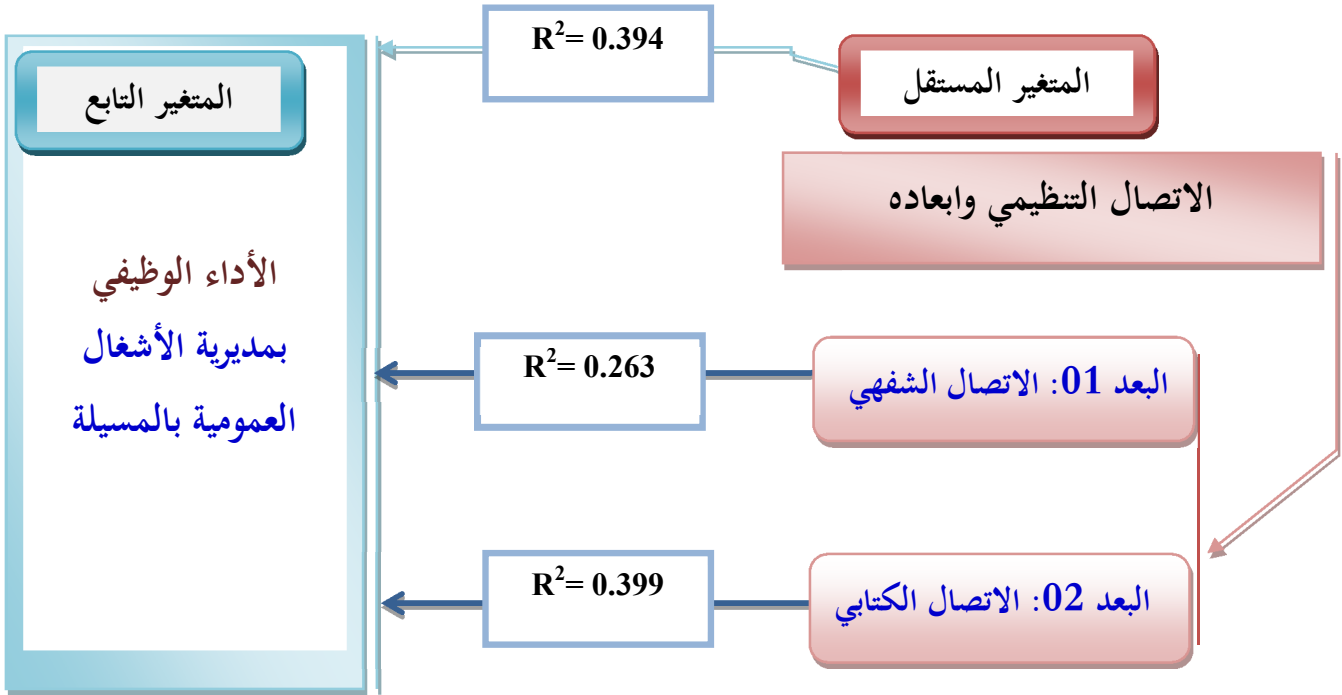 المتغير المستقل
R²= 0.394
المتغير التابع
الاتصال التنظيمي وابعاده
الأداء الوظيفي
بمديرية الأشغال
العمومية بالمسيلة
البعد 01: الاتصال الشفهي
R²= 0.263
البعد 02: الاتصال الكتابي
R²= 0.399